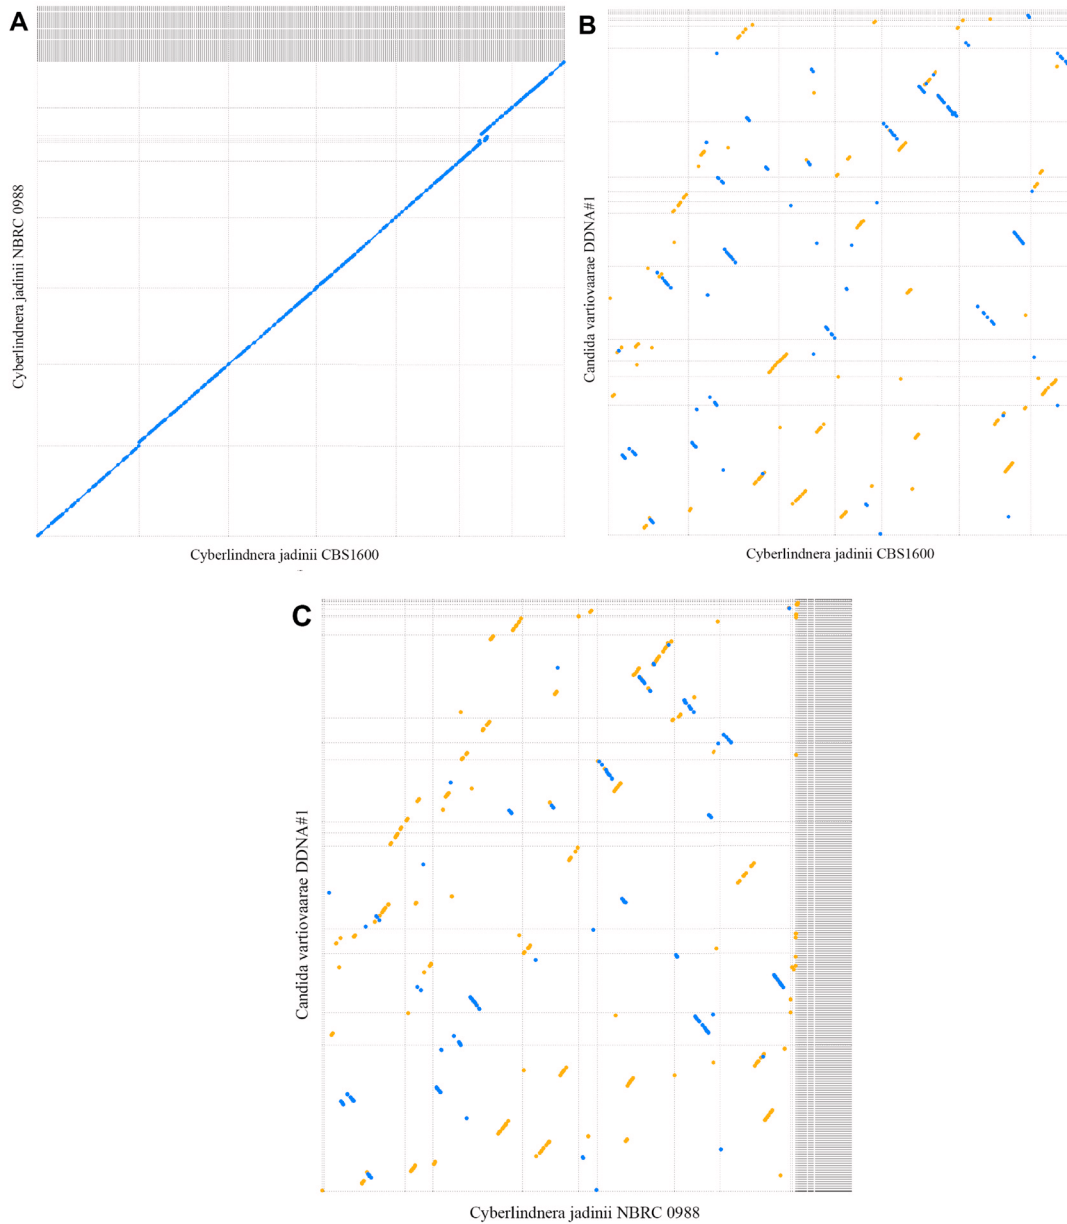 A
Cyberlindnera jadinii NBRC 0988
Cyberlindnera jadinii CBS1600
B
Candida vartiovaarae DDNA#1
Cyberlindnera jadinii CBS1600
C
Candida vartiovaarae DDNA#1
Cyberlindnera jadinii NBRC 0988